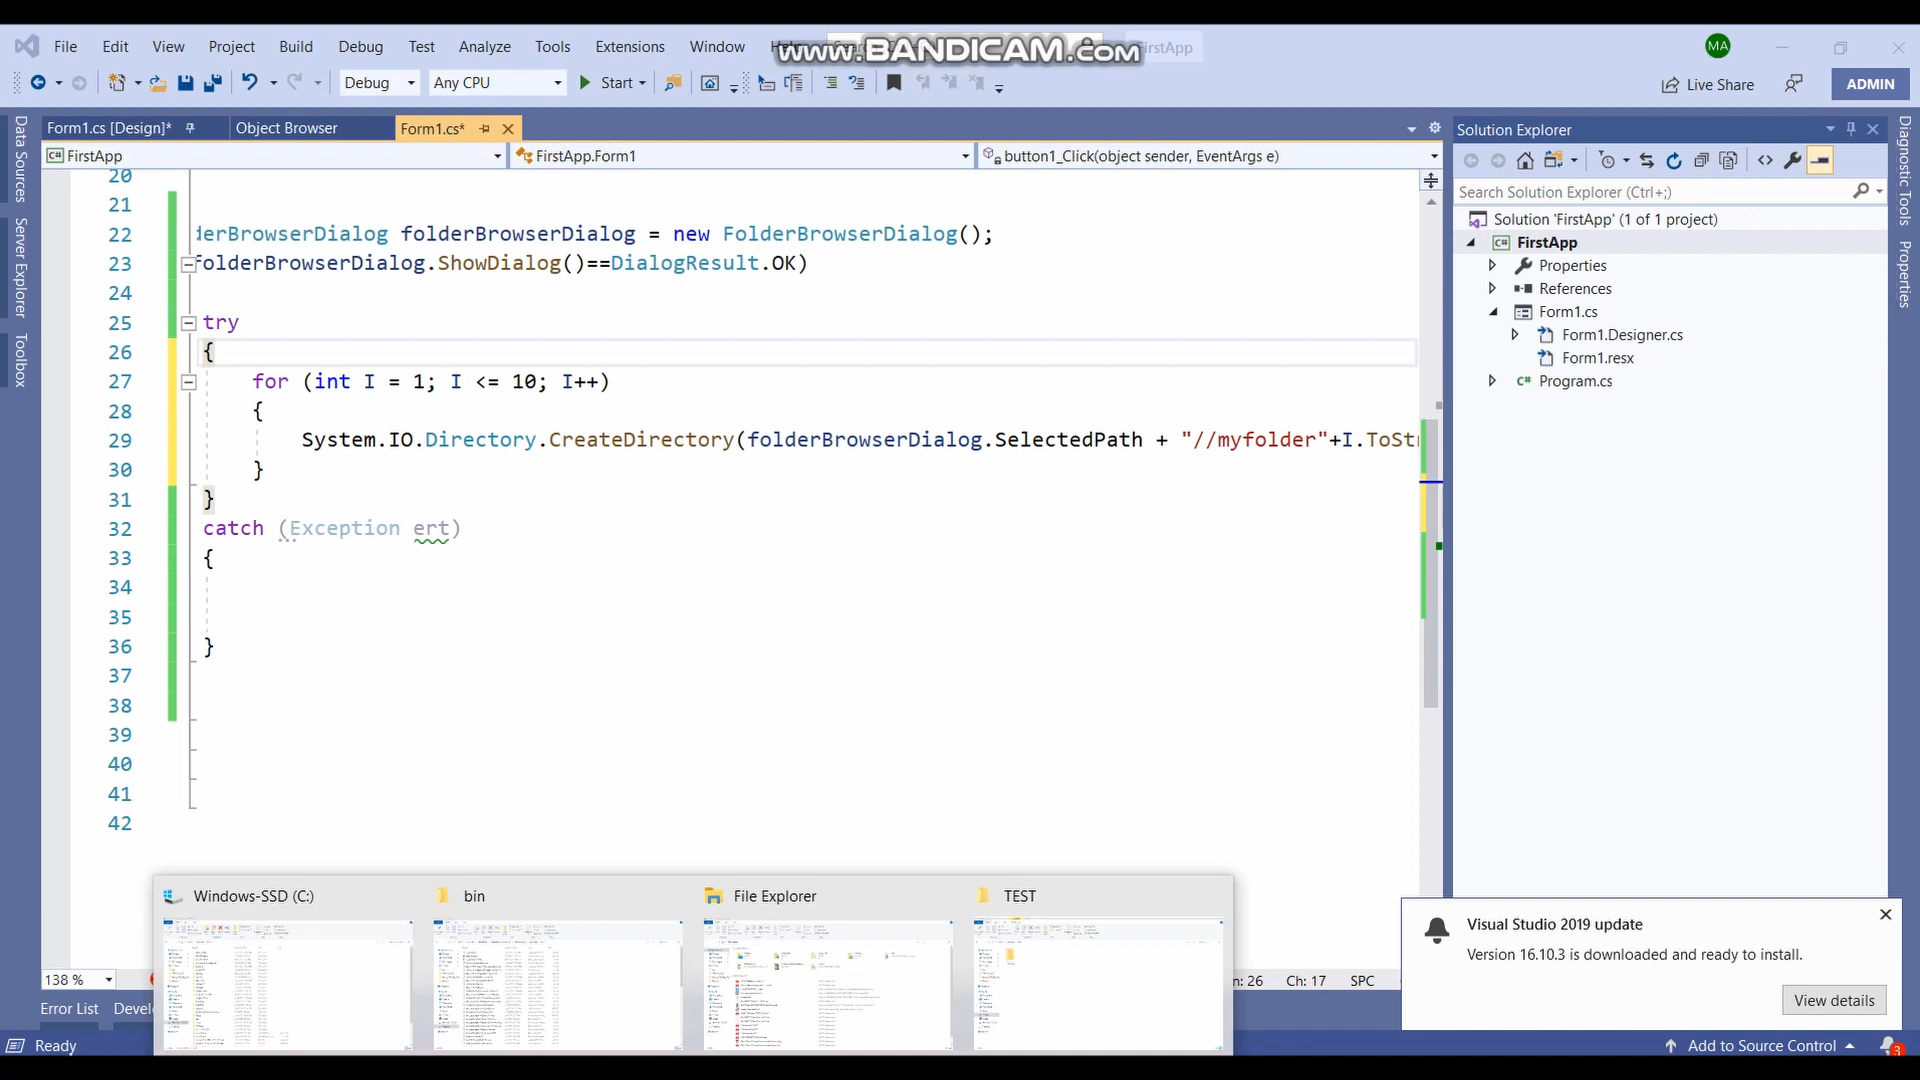 www.BANDICAM.com
File Edit View Project Build Debug Test Analyze Tools Extensions Window
FirstApp
MA
Debug Any CPU Start
Live Share
ADMIN
Form1.cs [Design]* Object Browser Form1.cs*
FirstApp FirstApp.Form1 button1_Click(object sender, EventArgs e)
Data Sources
Server Explorer
Toolbox
20
21
22 derBrowserDialog folderBrowserDialog = new FolderBrowserDialog();
23 folderBrowserDialog.ShowDialog()==DialogResult.OK)
24
25 try
26 {
27 for (int I = 1; I <= 10; I++)
28 {
29 System.IO.Directory.CreateDirectory(folderBrowserDialog.SelectedPath + "//myfolder"+I.ToStr
30 }
31 }
32 catch (Exception ert)
33 {
34
35
36 }
37
38
39
40
41
42
Solution Explorer
Search Solution Explorer (Ctrl+;)
Solution 'FirstApp' (1 of 1 project)
FirstApp
Properties
References
Form1.cs
Form1.Designer.cs
Form1.resx
Program.cs
Diagnostic Tools
Properties
Windows-SSD (C:) bin File Explorer TEST
138 %
n: 26 Ch: 17 SPC
Error List Develo
Visual Studio 2019 update
Version 16.10.3 is downloaded and ready to install.
View details
Ready
Add to Source Control
3